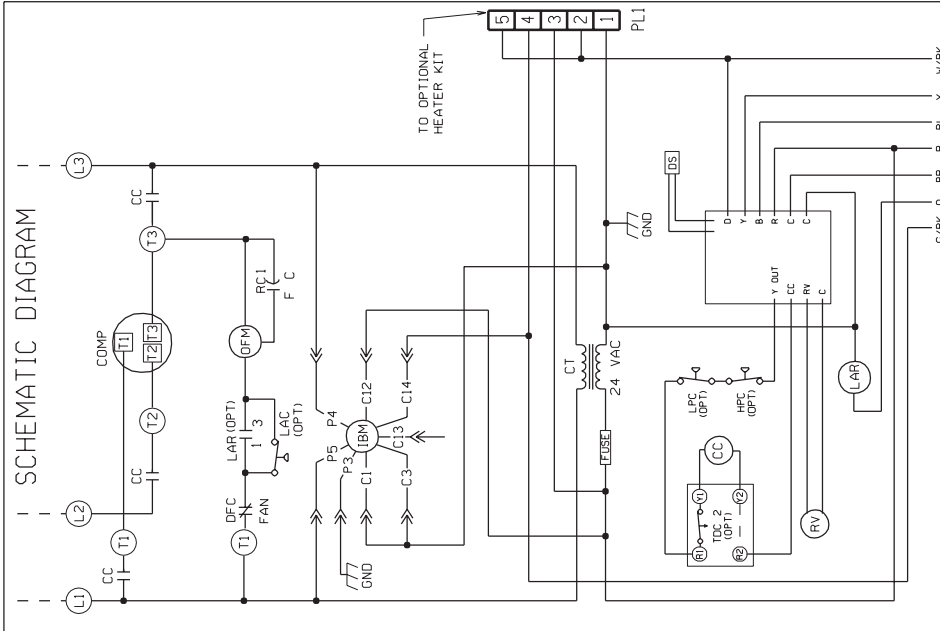 SCHEMATIC DIAGRAM
L1
L2
L3
CC
CC
CC
T1
T2
T3
COMP
T1
T2
T3
DFC
FAN
T1
LAR (OPT)
1 3
LAC
(OPT)
OFM
RC1
F C
P5
P4
P3
IBM
C12
C14
C13
C1
C3
GND
TO OPTIONAL
HEATER KIT
5 4 3 2 1
PL1
CT
24 VAC
FUSE
GND
DS
D
Y
B
R
C
C
Y OUT
CC
RV
C
LPC
(OPT)
HPC
(OPT)
LAR
CC
Y1
Y2
TDC 2
(OPT)
R1
R2
RV